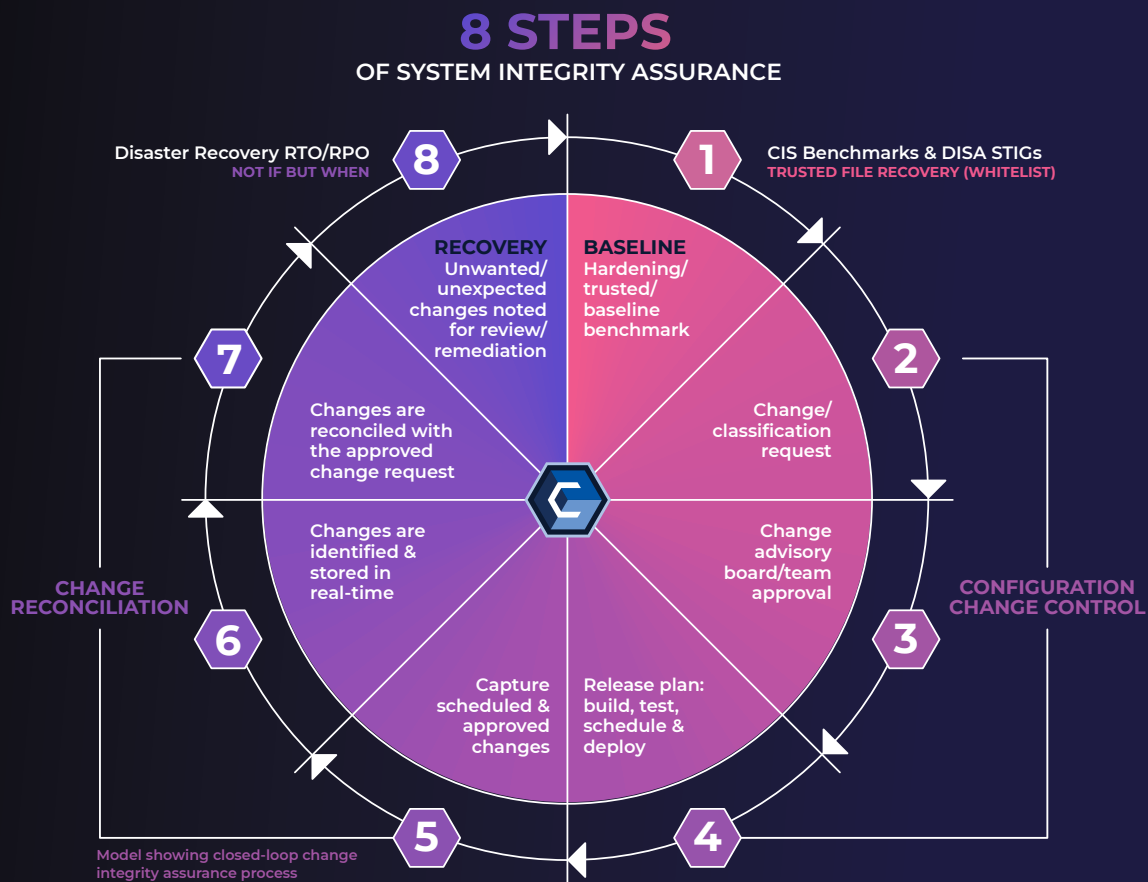 8 STEPS
OF SYSTEM INTEGRITY ASSURANCE
1
CIS Benchmarks & DISA STIGs
TRUSTED FILE RECOVERY (WHITELIST)
BASELINE
Hardening/
trusted/
baseline
benchmark
2
Change/
classification
request
CONFIGURATION
CHANGE CONTROL
3
Change
advisory
board/team
approval
4
Release plan:
build, test,
schedule &
deploy
5
Capture
scheduled &
approved
changes
6
Changes are
identified &
stored in
real-time
CHANGE
RECONCILIATION
7
Changes are
reconciled with
the approved
change request
8
Disaster Recovery RTO/RPO
NOT IF BUT WHEN
RECOVERY
Unwanted/
unexpected
changes noted
for review/
remediation
Model showing closed-loop change
integrity assurance process